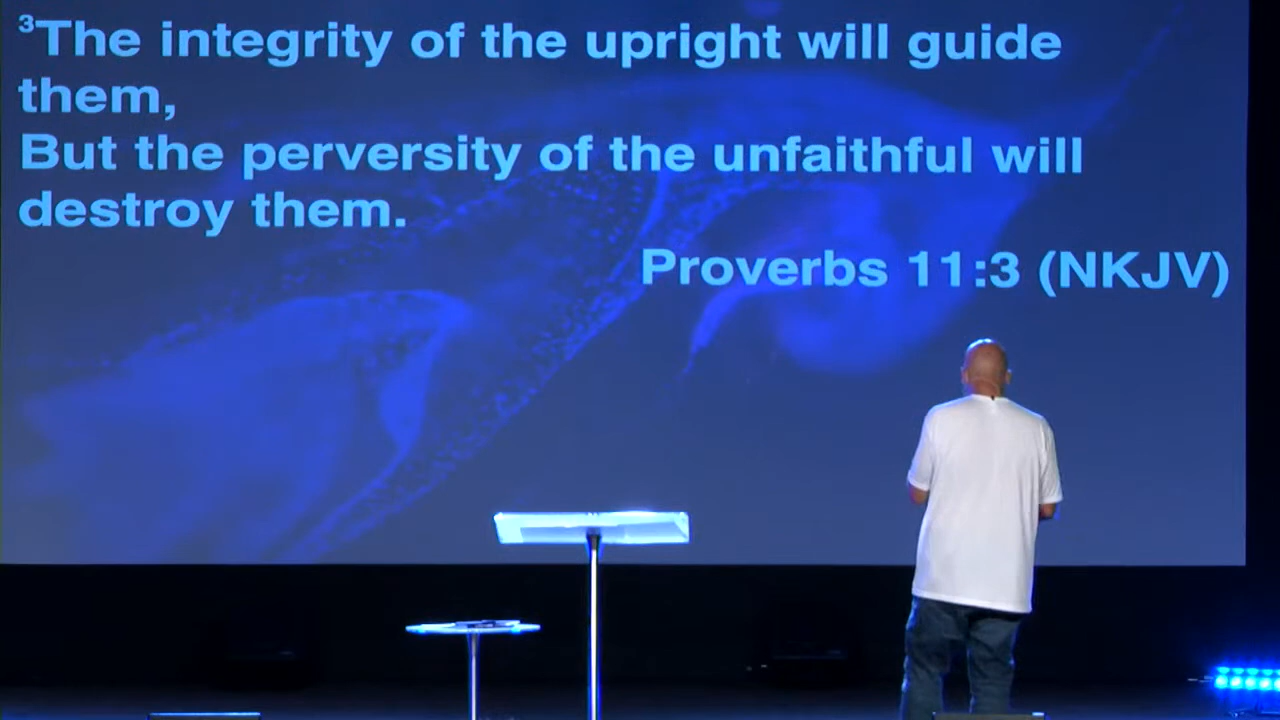 ³The integrity of the upright will guide
them,
But the perversity of the unfaithful will
destroy them.
Proverbs 11:3 (NKJV)